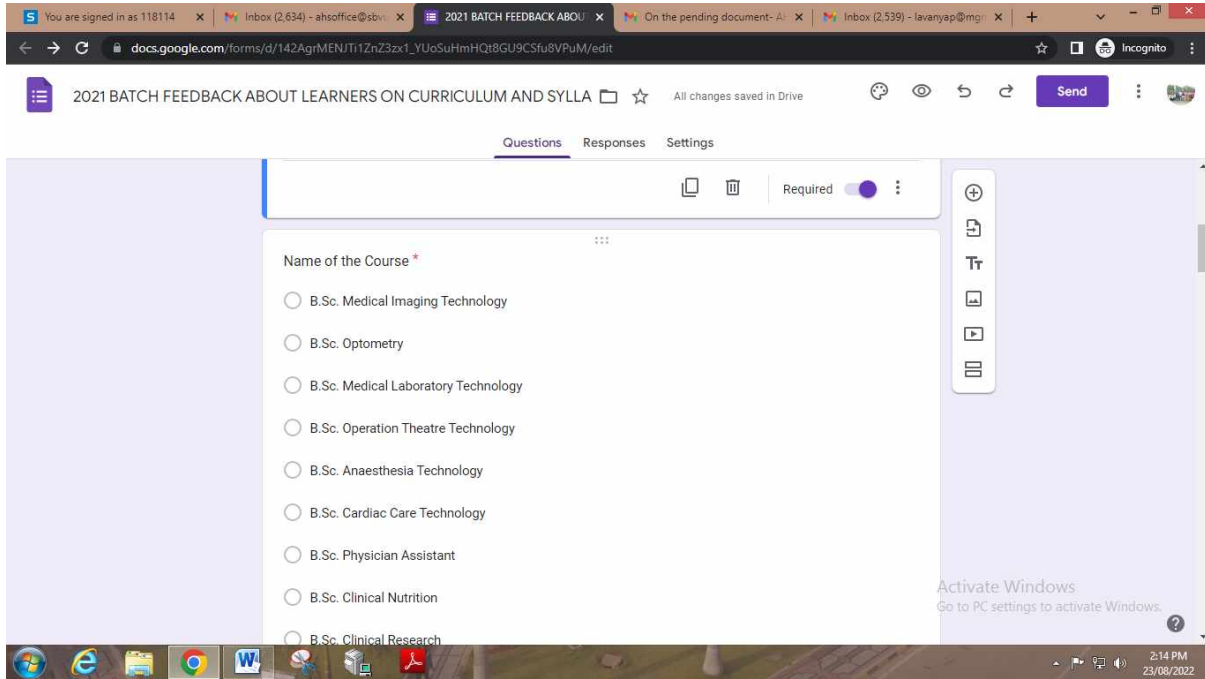 You are signed in as 118114
Inbox (2,634) - ahsoffice@sbvu
2021 BATCH FEEDBACK ABOU
On the pending document- A
Inbox (2,539) - lavanyap@mgm
docs.google.com/forms/d/142AgrMENJTi1ZnZ3zx1_YUoSuHmHQt8GU9CSfu8VPuM/edit
Incognito
2021 BATCH FEEDBACK ABOUT LEARNERS ON CURRICULUM AND SYLLA
All changes saved in Drive
Send
Questions Responses Settings
Required
Name of the Course *
B.Sc. Medical Imaging Technology
B.Sc. Optometry
B.Sc. Medical Laboratory Technology
B.Sc. Operation Theatre Technology
B.Sc. Anaesthesia Technology
B.Sc. Cardiac Care Technology
B.Sc. Physician Assistant
B.Sc. Clinical Nutrition
B.Sc. Clinical Research
Activate Windows
Go to PC settings to activate Windows.
2:14 PM
23/08/2022